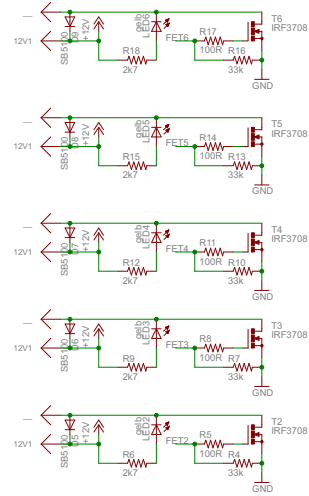 T6
IRF3708
R17
100R
R16
33k
FET6
R18
2k7
gelb
LED6
SB5100
D9
+12V
12V1
GND
T5
IRF3708
R14
100R
R13
33k
FET5
R15
2k7
gelb
LED5
SB5100
D8
+12V
12V1
GND
T4
IRF3708
R11
100R
R10
33k
FET4
R12
2k7
gelb
LED4
SB5100
D7
+12V
12V1
GND
T3
IRF3708
R8
100R
R7
33k
FET3
R9
2k7
gelb
LED3
SB5100
D6
+12V
12V1
GND
T2
IRF3708
R5
100R
R4
33k
FET2
R6
2k7
gelb
LED2
SB5100
D5
+12V
12V1
GND